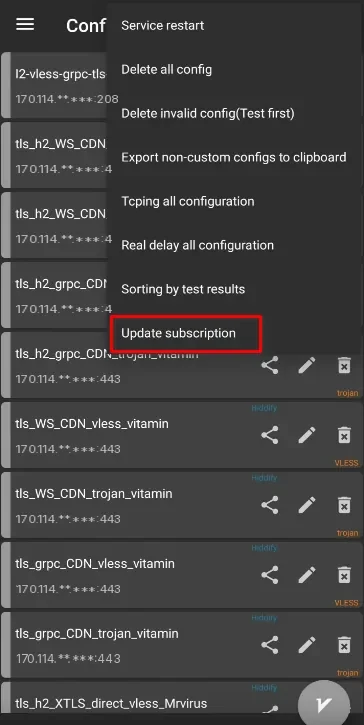 Conf
Service restart
Delete all config
Delete invalid config(Test first)
Export non-custom configs to clipboard
Tcping all configuration
Real delay all configuration
Sorting by test results
Update subscription
l2-vless-grpc-tls-
170.114.**.***:208
tls_h2_WS_CDN_
170.114.**.***:4
tls_h2_WS_CDN_
170.114.**.***:4
tls_h2_grpc_CDN
170.114.**.***:4
tls_h2_grpc_CDN_trojan_vitamin
170.114.**.***:443
trojan
Hiddify
tls_WS_CDN_vless_vitamin
170.114.**.***:443
VLESS
Hiddify
tls_WS_CDN_trojan_vitamin
170.114.**.***:443
trojan
Hiddify
tls_grpc_CDN_vless_vitamin
170.114.**.***:443
VLESS
Hiddify
tls_grpc_CDN_trojan_vitamin
170.114.**.***:443
trojan
Hiddify
tls_h2_XTLS_direct_vless_Mrvirus